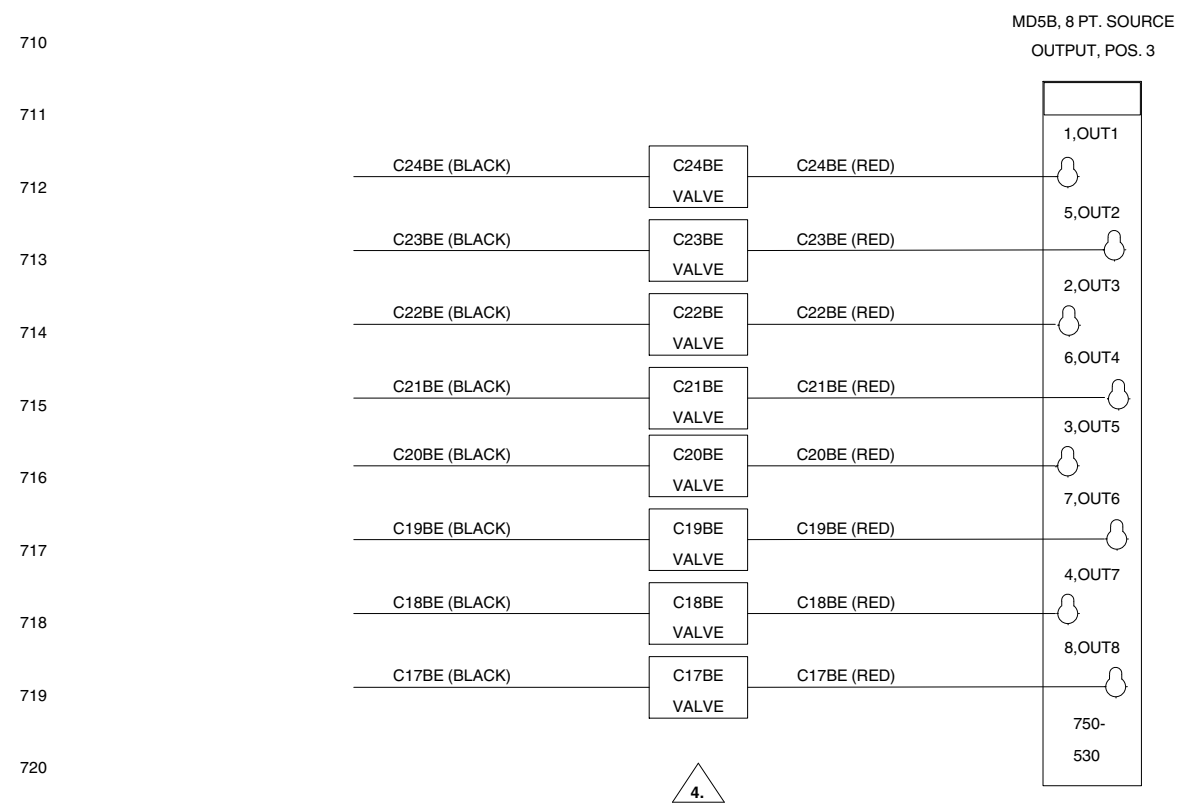 MD5B, 8 PT. SOURCE
710
OUTPUT, POS. 3
711
1,OUT1
C24BE (BLACK) C24BE C24BE (RED)
712
VALVE
5,OUT2
C23BE (BLACK) C23BE C23BE (RED)
713
VALVE
2,OUT3
C22BE (BLACK) C22BE C22BE (RED)
714
VALVE
6,OUT4
C21BE (BLACK) C21BE C21BE (RED)
715
VALVE
3,OUT5
C20BE (BLACK) C20BE C20BE (RED)
716
VALVE
7,OUT6
C19BE (BLACK) C19BE C19BE (RED)
717
VALVE
4,OUT7
C18BE (BLACK) C18BE C18BE (RED)
718
VALVE
8,OUT8
C17BE (BLACK) C17BE C17BE (RED)
719
VALVE
750-
530
720
4.